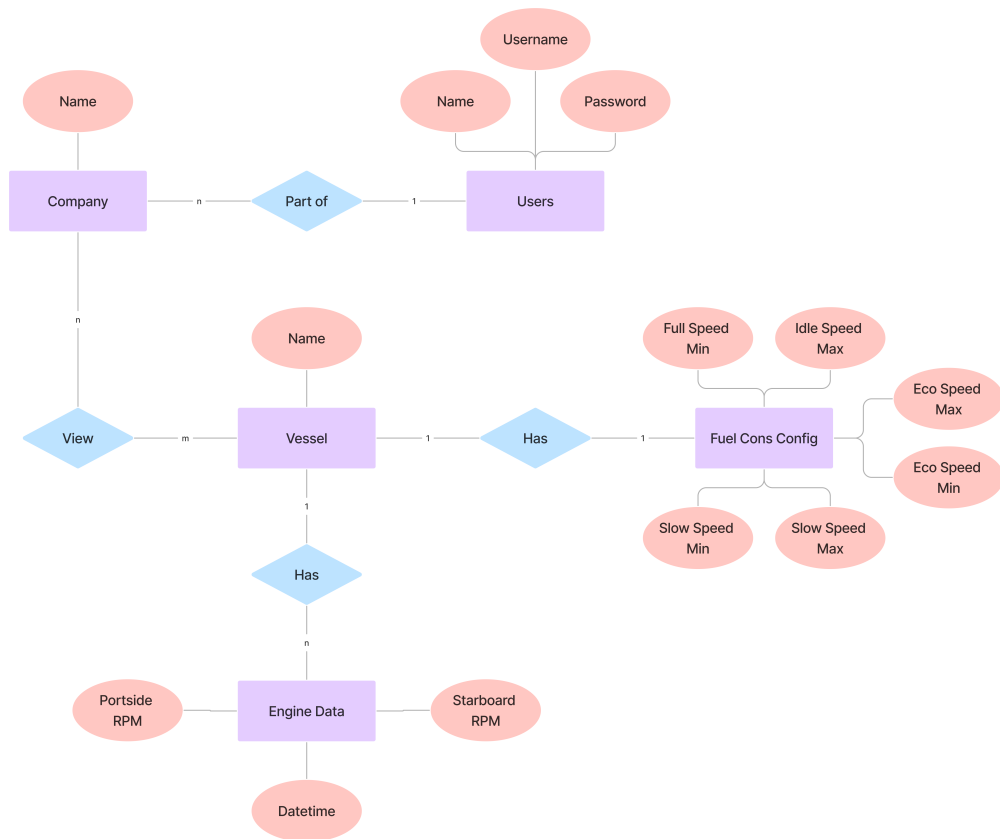 Username
Name
Name
Password
Company
n
Part of
1
Users
n
Name
Full Speed
Min
Idle Speed
Max
Eco Speed
Max
View
m
Vessel
1
Has
1
Fuel Cons Config
Eco Speed
Min
1
Slow Speed
Min
Slow Speed
Max
Has
n
Portside
RPM
Engine Data
Starboard
RPM
Datetime